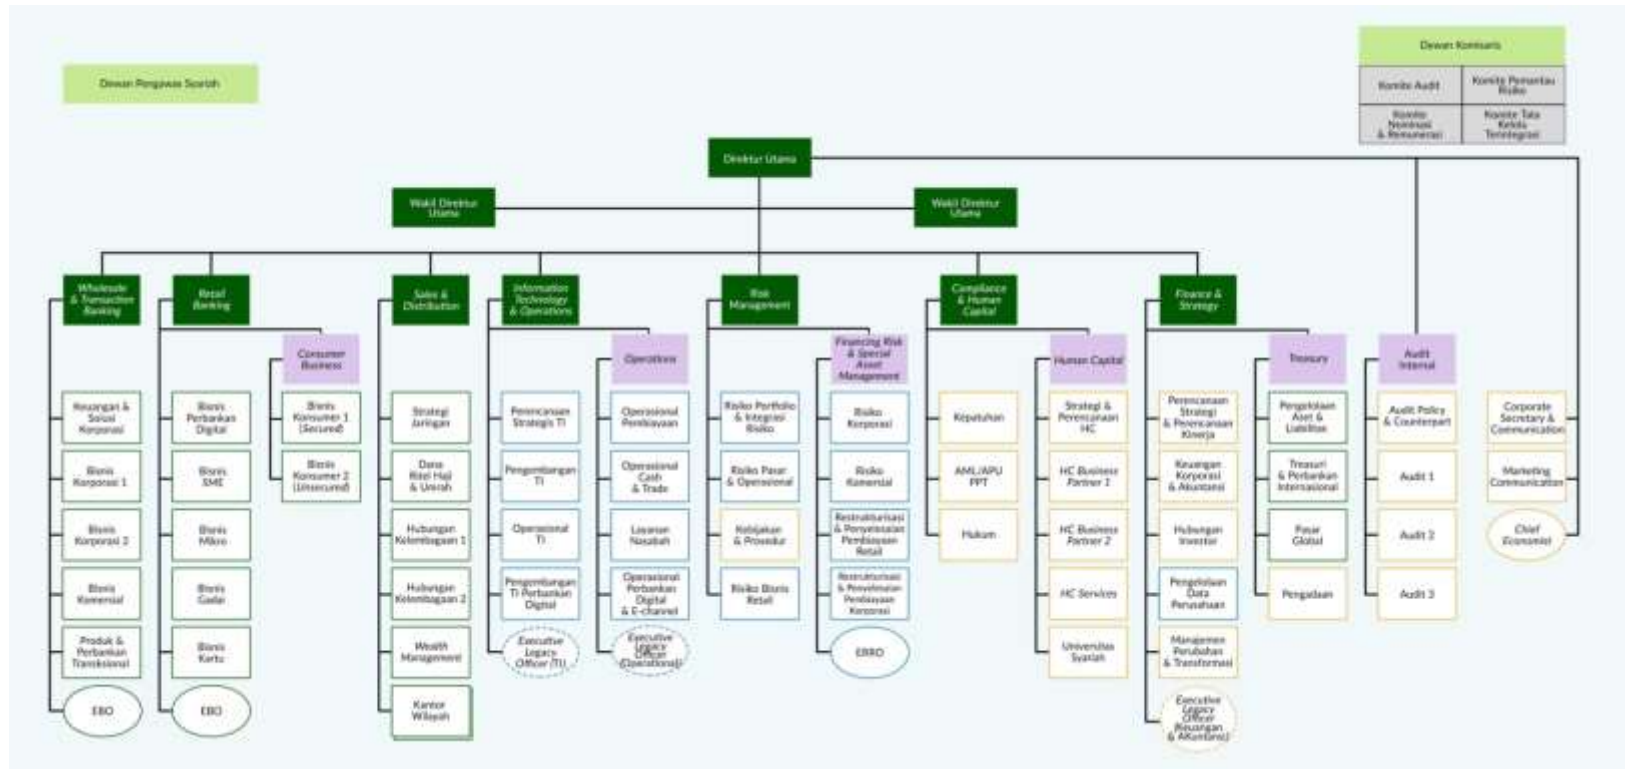 Dewan Pengawas Syariah
Dewan Komisaris
Komite Audit
Komite Pemantau
Risiko
Komite
Nominasi
& Remunerasi
Komite Tata
Kelola
Terintegrasi
Direktur Utama
Wakil Direktur
Utama
Wakil Direktur
Utama
Wholesale
& Transaction
Banking
Retail
Banking
Sales &
Distribution
Information
Technology
& Operations
Risk
Management
Compliance
& Human
Capital
Finance &
Strategy
Consumer
Business
Operations
Financing Risk
& Special
Asset
Management
Human Capital
Treasury
Audit
Internal
Keuangan &
Solusi
Korporasi
Bisnis
Korporasi 1
Bisnis
Korporasi 2
Bisnis
Komersial
Produk &
Perbankan
Transksional
EBO
Bisnis
Perbankan
Digital
Bisnis
SME
Bisnis
Mikro
Bisnis
Gadai
Bisnis
Kartu
EBO
Bisnis
Konsumer 1
(Secured)
Bisnis
Konsumer 2
(Unsecured)
Strategi
Jaringan
Dana
Ritel Haji
& Umrah
Hubungan
Kelembagaan 1
Hubungan
Kelembagaan 2
Wealth
Management
Kantor
Wilayah
Perencanaan
Strategis TI
Pengembangan
TI
Operasional
TI
Pengembangan
TI Perbankan
Digital
Executive
Legacy
Officer (TI)
Operasional
Pembiayaan
Operasional
Cash
& Trade
Layanan
Nasabah
Operasional
Perbankan
Digital
& E-channel
Executive
Legacy
Officer
(Operational)
Risiko Portfolio
& Integrasi
Risiko
Risiko Pasar
& Operasional
Kebijakan
& Prosedur
Risiko Bisnis
Retail
Risiko
Korporasi
Risiko
Komersial
Restrukturisasi
& Penyelesaian
Pembiayaan
Retail
Restrukturisasi
& Penyelesaian
Pembiayaan
Korporasi
EBRO
Kepatuhan
AML/APU
PPT
Hukum
Strategi &
Perencanaan
HC
HC Business
Partner 1
HC Business
Partner 2
HC Services
Universitas
Syariah
Perencanaan
Strategi
& Perencanaan
Kinerja
Keuangan
Korporasi
& Akuntansi
Hubungan
Investor
Pengelolaan
Data
Perusahaan
Manajemen
Perubahan
& Transformasi
Executive
Legacy
Officer
(Keuangan
& AKuntansi)
Pengelolaan
Aset &
Liabilitas
Treasuri
& Perbankan
Internasional
Pasar
Global
Pengadaan
Audit Policy
& Counterpart
Audit 1
Audit 2
Audit 3
Corporate
Secretary &
Communication
Marketing
Communication
Chief
Economist